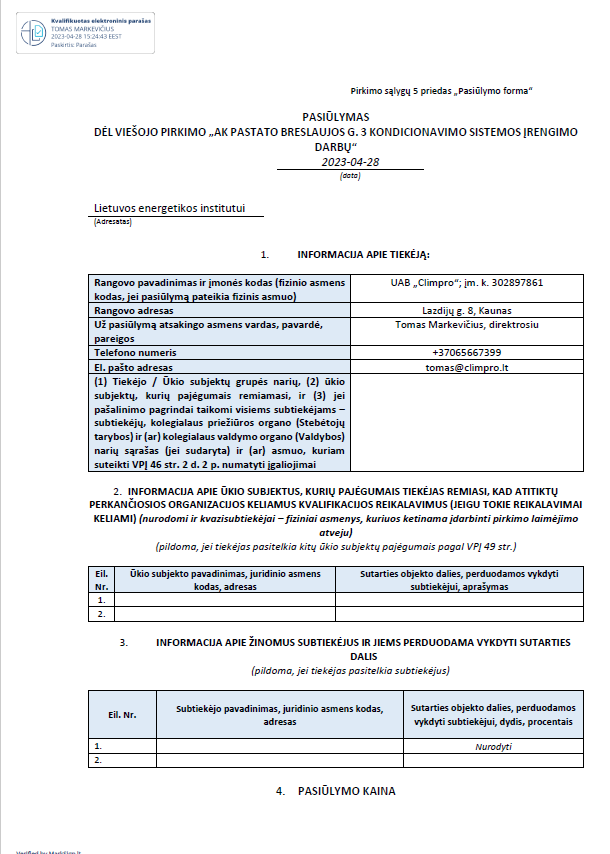 Kvalifikuotas elektroninis parašas
TOMAS MARKEVIČIUS
2023-04-28 15:24:43 EEST
Paskirtis: Parašas
Pirkimo sąlygų 5 priedas „Pasiūlymo forma“
PASIŪLYMAS
DĖL VIEŠOJO PIRKIMO „AK PASTATO BRESLAUJOS G. 3 KONDICIONAVIMO SISTEMOS ĮRENGIMO
DARBŲ“
2023-04-28
(data)
Lietuvos energetikos institutui
(Adresatas)
1. INFORMACIJA APIE TIEKĖJĄ:
Rangovo pavadinimas ir įmonės kodas (fizinio asmens
kodas, jei pasiūlymą pateikia fizinis asmuo)
UAB „Climpro“; įm. k. 302897861
Rangovo adresas
Lazdijų g. 8, Kaunas
Už pasiūlymą atsakingo asmens vardas, pavardė,
pareigos
Tomas Markevičius, direktrosiu
Telefono numeris
+37065667399
El. pašto adresas
tomas@climpro.lt
(1) Tiekėjo / Ūkio subjektų grupės narių, (2) ūkio
subjektų, kurių pajėgumais remiamasi, ir (3) jei
pašalinimo pagrindai taikomi visiems subtiekėjams –
subtiekėjų, kolegialaus priežiūros organo (Stebėtojų
tarybos) ir (ar) kolegialaus valdymo organo (Valdybos)
narių sąrašas (jei sudaryta) ir (ar) asmuo, kuriam
suteikti VPĮ 46 str. 2 d. 2 p. numatyti įgaliojimai
2. INFORMACIJA APIE ŪKIO SUBJEKTUS, KURIŲ PAJĖGUMAIS TIEKĖJAS REMIASI, KAD ATITIKTŲ
PERKANČIOSIOS ORGANIZACIJOS KELIAMUS KVALIFIKACIJOS REIKALAVIMUS (JEIGU TOKIE REIKALAVIMAI
KELIAMI) (nurodomi ir kvazisubtiekėjai – fiziniai asmenys, kuriuos ketinama įdarbinti pirkimo laimėjimo
atveju)
(pildoma, jei tiekėjas pasitelkia kitų ūkio subjektų pajėgumais pagal VPĮ 49 str.)
Eil.
Nr.
Ūkio subjekto pavadinimas, juridinio asmens
kodas, adresas
Sutarties objekto dalies, perduodamos vykdyti
subtiekėjui, aprašymas
1.
2.
3. INFORMACIJA APIE ŽINOMUS SUBTIEKĖJUS IR JIEMS PERDUODAMA VYKDYTI SUTARTIES
DALIS
(pildoma, jei tiekėjas pasitelkia subtiekėjus)
Eil. Nr.
Subtiekėjo pavadinimas, juridinio asmens kodas,
adresas
Sutarties objekto dalies, perduodamos
vykdyti subtiekėjui, dydis, procentais
1.
Nurodyti
2.
4. PASIŪLYMO KAINA